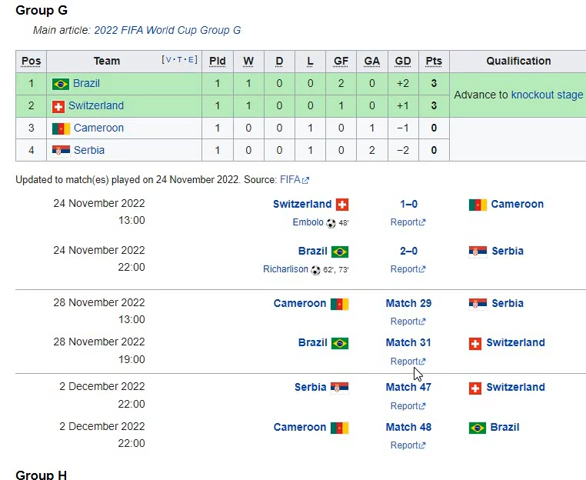 Group G
Main article: 2022 FIFA World Cup Group G
Pos Team [V·T·E] Pld W D L GF GA GD Pts Qualification
1 Brazil 1 1 0 0 2 0 +2 3 Advance to knockout stage
2 Switzerland 1 1 0 0 1 0 +1 3
3 Cameroon 1 0 0 1 0 1 −1 0
4 Serbia 1 0 0 1 0 2 −2 0
Updated to match(es) played on 24 November 2022. Source: FIFA
24 November 2022 Switzerland 1–0 Cameroon
13:00 Embolo 48' Report
24 November 2022 Brazil 2–0 Serbia
22:00 Richarlison 62', 73' Report
28 November 2022 Cameroon Match 29 Serbia
13:00 Report
28 November 2022 Brazil Match 31 Switzerland
19:00 Report
2 December 2022 Serbia Match 47 Switzerland
22:00 Report
2 December 2022 Cameroon Match 48 Brazil
22:00 Report
Group H